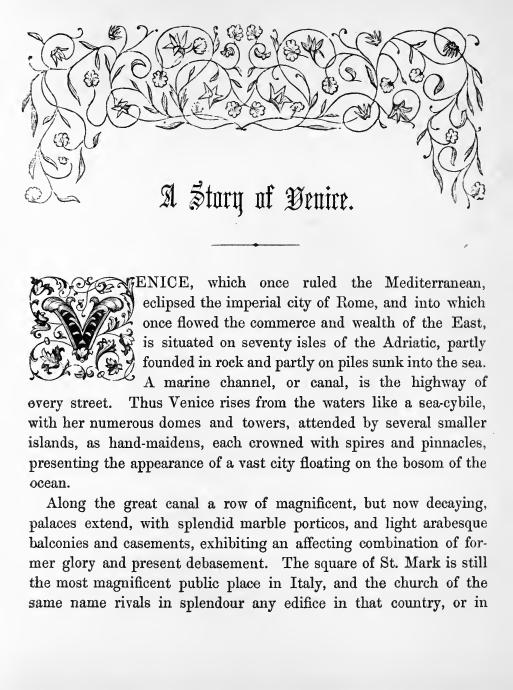 A Story of Venice.
VENICE, which once ruled the Mediterranean,
eclipsed the imperial city of Rome, and into which
once flowed the commerce and wealth of the East,
is situated on seventy isles of the Adriatic, partly
founded in rock and partly on piles sunk into the sea.
A marine channel, or canal, is the highway of
every street. Thus Venice rises from the waters like a sea-cybile,
with her numerous domes and towers, attended by several smaller
islands, as hand-maidens, each crowned with spires and pinnacles,
presenting the appearance of a vast city floating on the bosom of the
ocean.
Along the great canal a row of magnificent, but now decaying,
palaces extend, with splendid marble porticos, and light arabesque
balconies and casements, exhibiting an affecting combination of for-
mer glory and present debasement. The square of St. Mark is still
the most magnificent public place in Italy, and the church of the
same name rivals in splendour any edifice in that country, or in